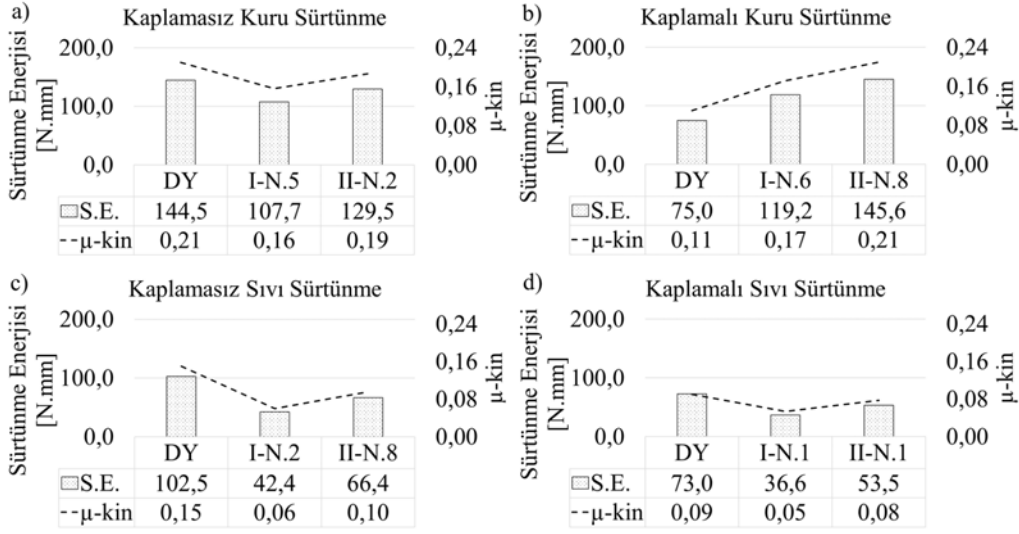 a) Kaplamasız Kuru Sürtünme
Sürtünme Enerjisi
[N.mm]
200,0
100,0
0,0
0,24
0,16
0,08
0,00
µ-kin
DY I-N.5 II-N.2
S.E. 144,5 107,7 129,5
µ-kin 0,21 0,16 0,19
b) Kaplamalı Kuru Sürtünme
Sürtünme Enerjisi
[N.mm]
200,0
100,0
0,0
0,24
0,16
0,12
0,08
0,00
µ-kin
DY I-N.6 II-N.8
S.E. 75,0 119,2 145,6
µ-kin 0,11 0,17 0,21
c) Kaplamasız Sıvı Sürtünme
Sürtünme Enerjisi
[N.mm]
200,0
100,0
0,0
0,24
0,16
0,08
0,00
µ-kin
DY I-N.2 II-N.8
S.E. 102,5 42,4 66,4
µ-kin 0,15 0,06 0,10
d) Kaplamalı Sıvı Sürtünme
Sürtünme Enerjisi
[N.mm]
200,0
100,0
0,0
0,24
0,16
0,08
0,00
µ-kin
DY I-N.1 II-N.1
S.E. 73,0 36,6 53,5
µ-kin 0,09 0,05 0,08